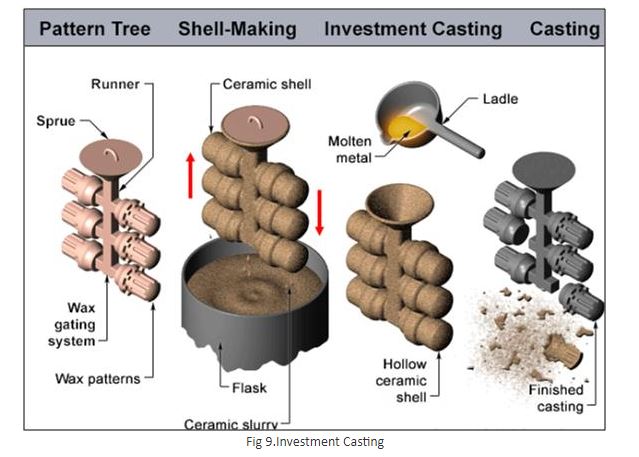 Pattern Tree
Shell-Making
Investment Casting
Casting
Runner
Sprue
Wax
gating
system
Wax patterns
Ceramic shell
Flask
Ceramic slurry
Ladle
Molten
metal
Hollow
ceramic
shell
Finished
casting
Fig 9.Investment Casting